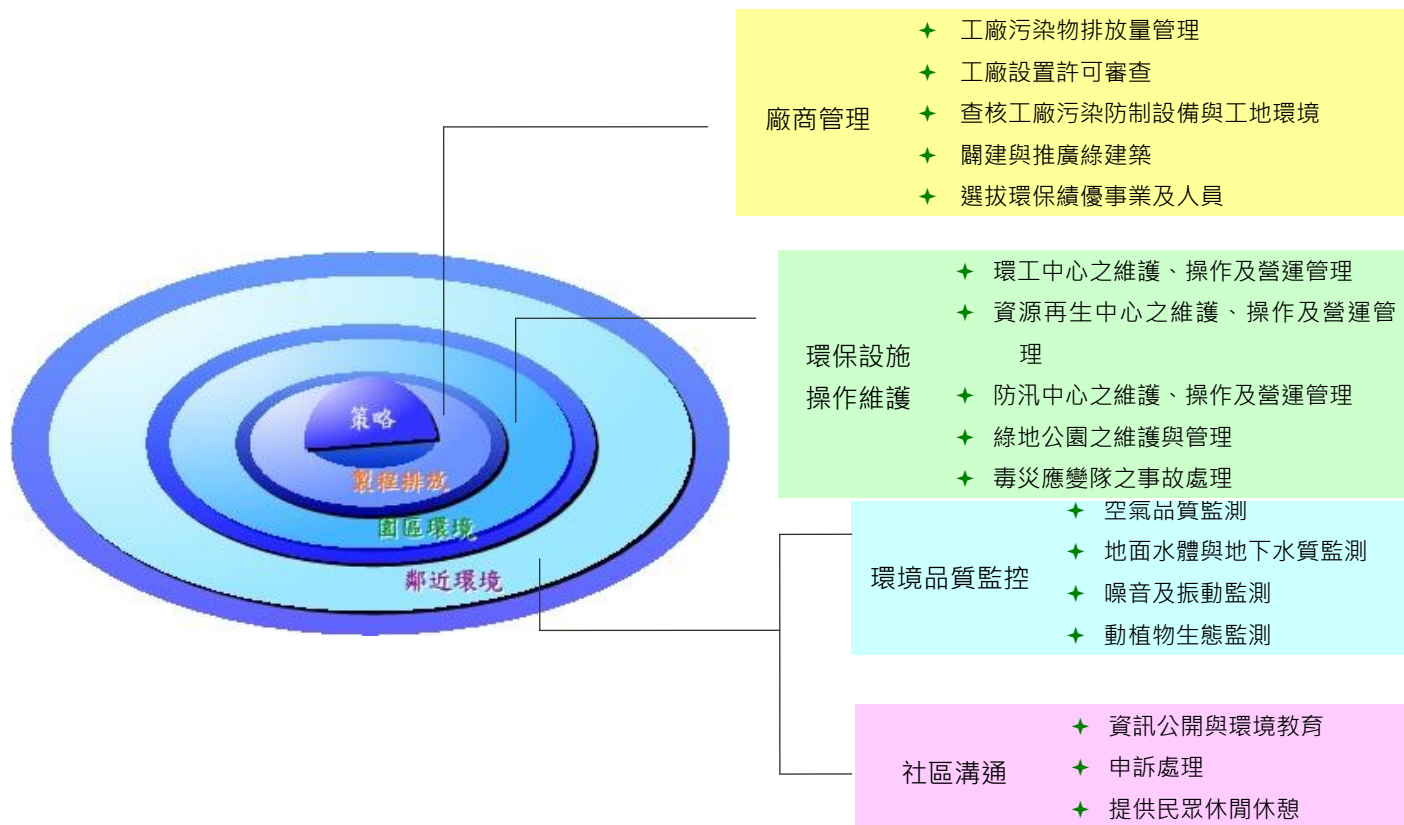 廠商管理
工廠污染物排放量管理
工廠設置許可審查
查核工廠污染防制設備與工地環境
闢建與推廣綠建築
選拔環保績優事業及人員
策略
製程排放
園區環境
鄰近環境
環保設施
操作維護
環工中心之維護、操作及營運管理
資源再生中心之維護、操作及營運管
理
防汛中心之維護、操作及營運管理
綠地公園之維護與管理
毒災應變隊之事故處理
環境品質監控
空氣品質監測
地面水體與地下水質監測
噪音及振動監測
動植物生態監測
社區溝通
資訊公開與環境教育
申訴處理
提供民眾休閒休憩